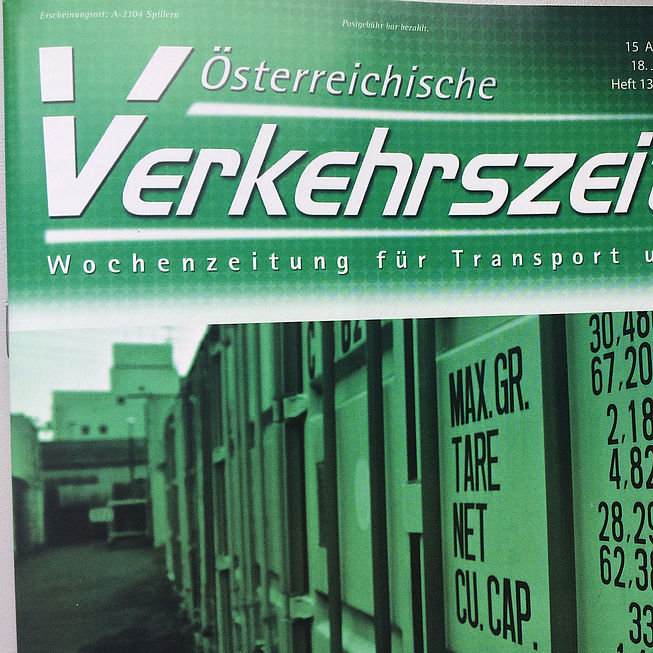 Erscheinungsort: A-2104 Spillern
Postgebühr bar bezahlt.
15 A
18.
Heft 13
Österreichische
Verkehrszeit
Wochenzeitung für Transport u
C
MAX. GR.
TARE
NET
CU. CAP.
30,48
67,20
2,18
4,82
28,29
62,38
33